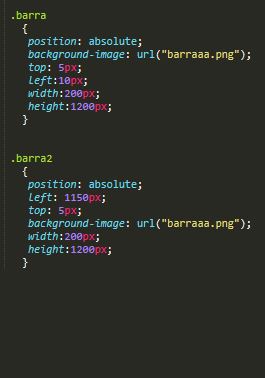 .barra
{
position: absolute;
background-image: url("barraaa.png");
top: 5px;
left:10px;
width:200px;
height:1200px;
}
.barra2
{
position: absolute;
left: 1150px;
top: 5px;
background-image: url("barraaa.png");
width:200px;
height:1200px;
}